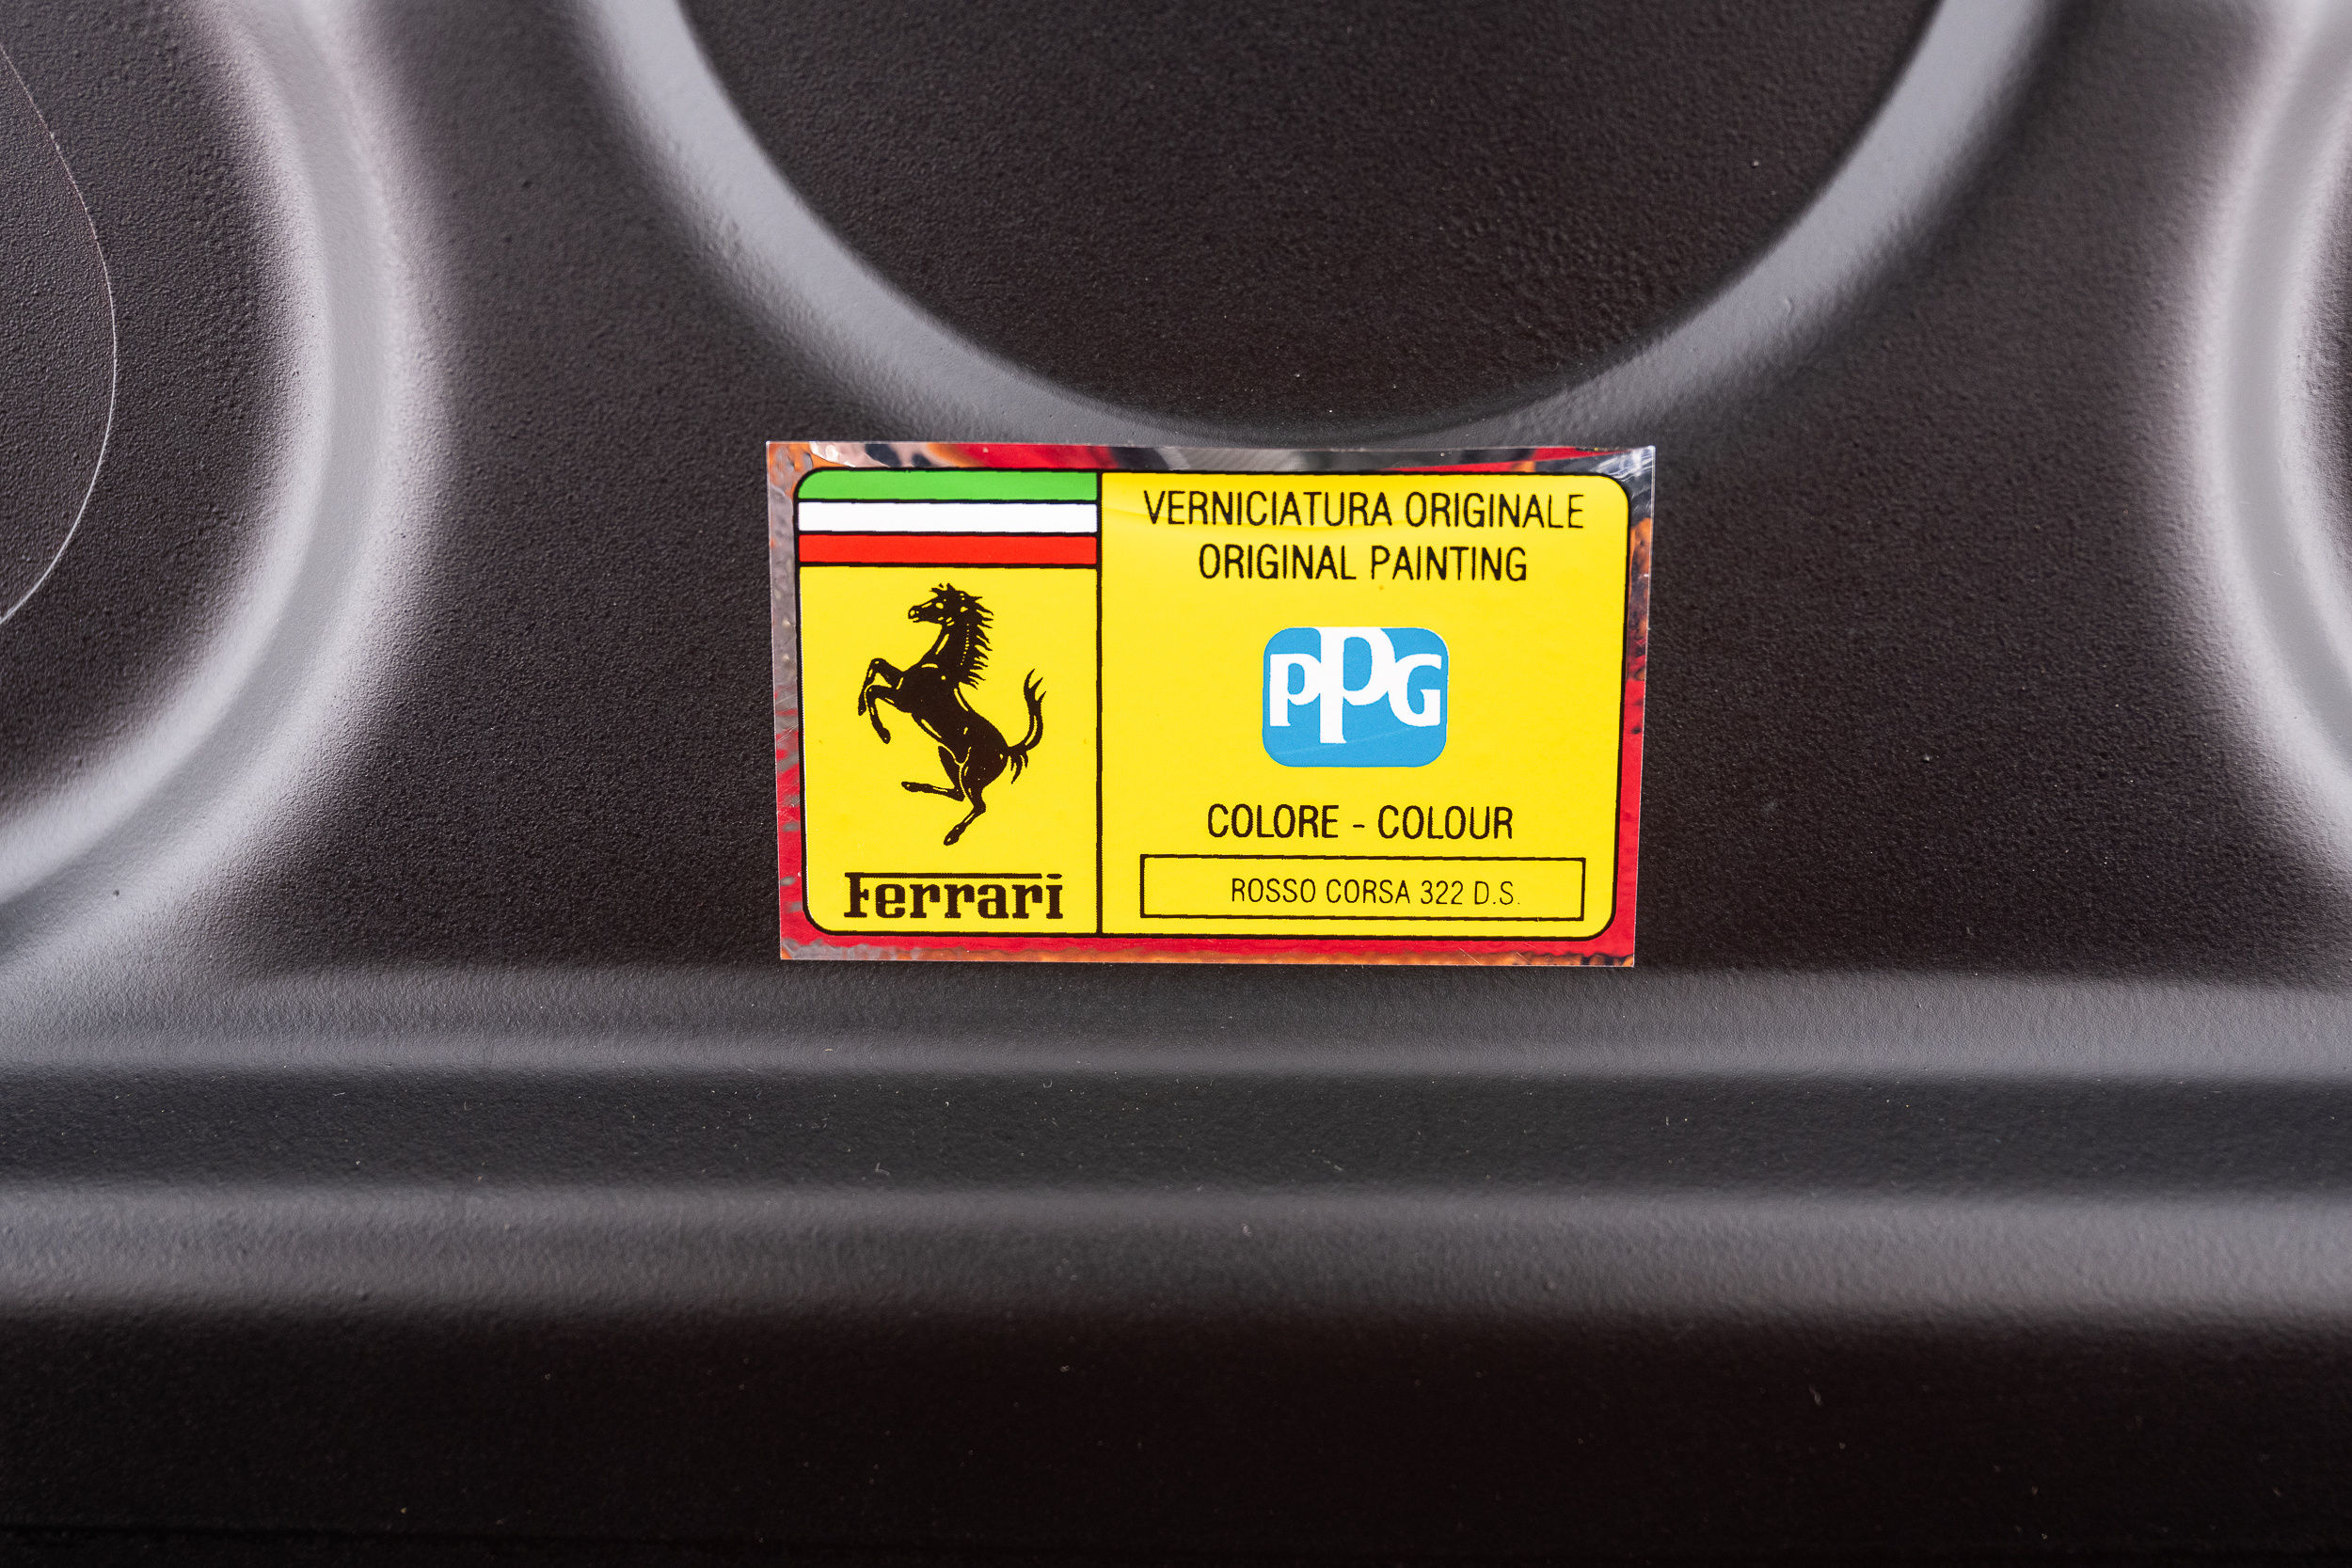 VERNICIATURA ORIGINALE
ORIGINAL PAINTING
PPG
COLORE - COLOUR
ROSSO CORSA 322 D.S.
Ferrari